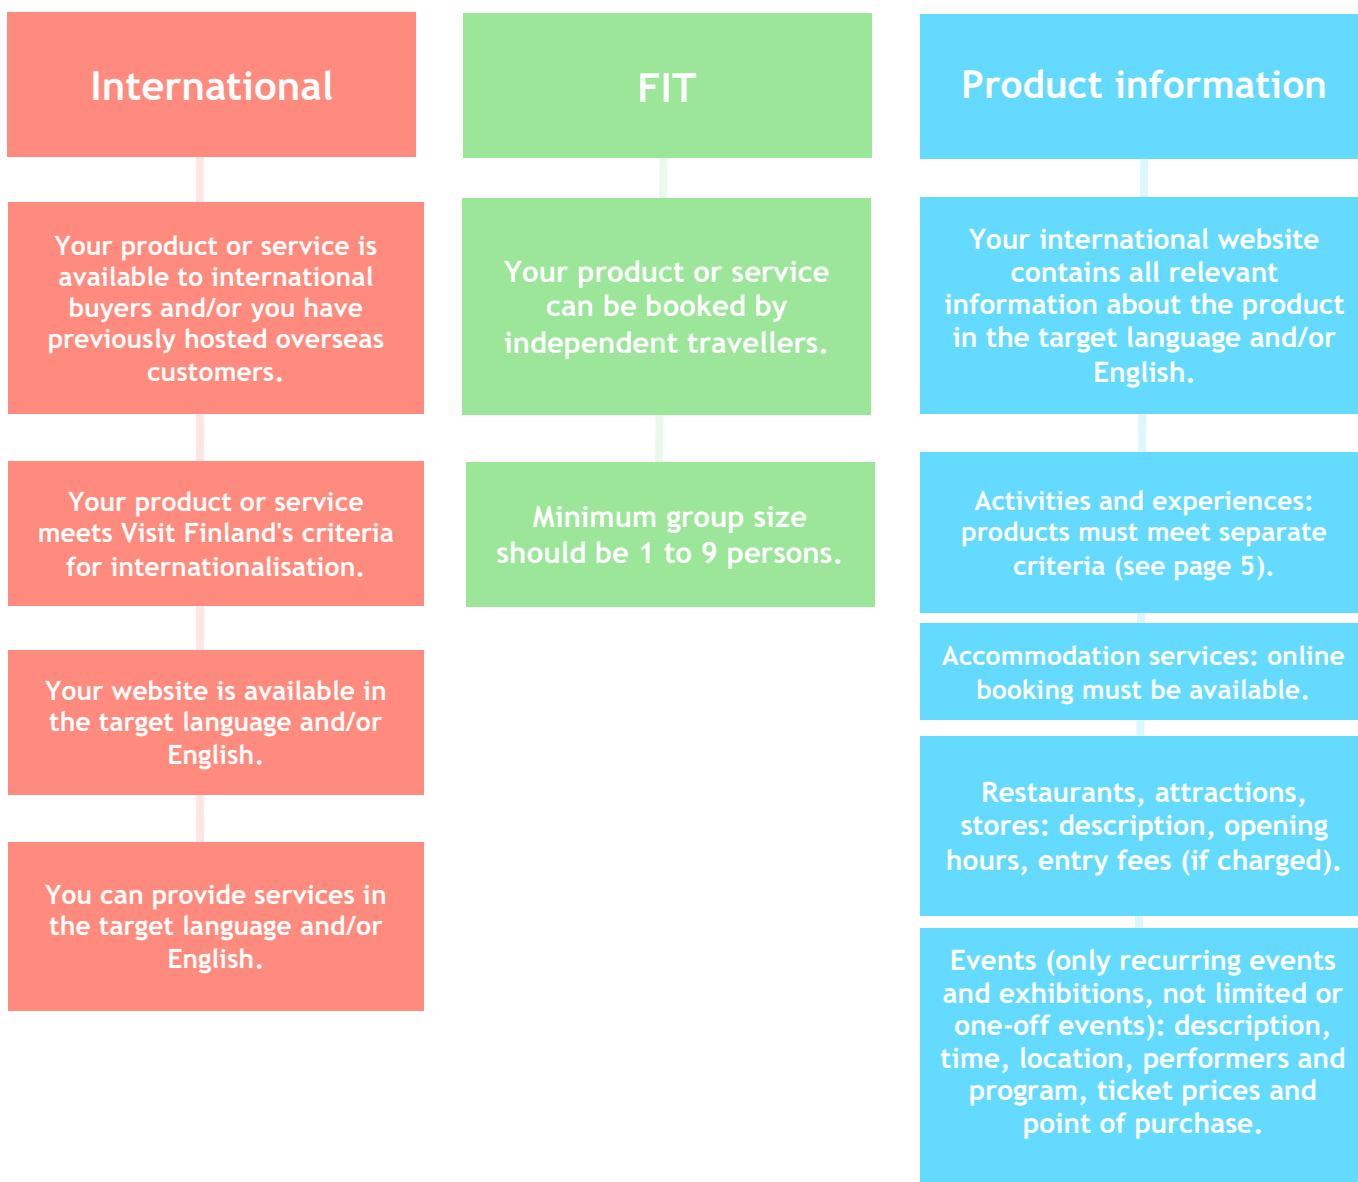 International
Your product or service is
available to international
buyers and/or you have
previously hosted overseas
customers.
Your product or service
meets Visit Finland's criteria
for internationalisation.
Your website is available in
the target language and/or
English.
You can provide services in
the target language and/or
English.
FIT
Your product or service
can be booked by
independent travellers.
Minimum group size
should be 1 to 9 persons.
Product information
Your international website
contains all relevant
information about the product
in the target language and/or
English.
Activities and experiences:
products must meet separate
criteria (see page 5).
Accommodation services: online
booking must be available.
Restaurants, attractions,
stores: description, opening
hours, entry fees (if charged).
Events (only recurring events
and exhibitions, not limited or
one-off events): description,
time, location, performers and
program, ticket prices and
point of purchase.